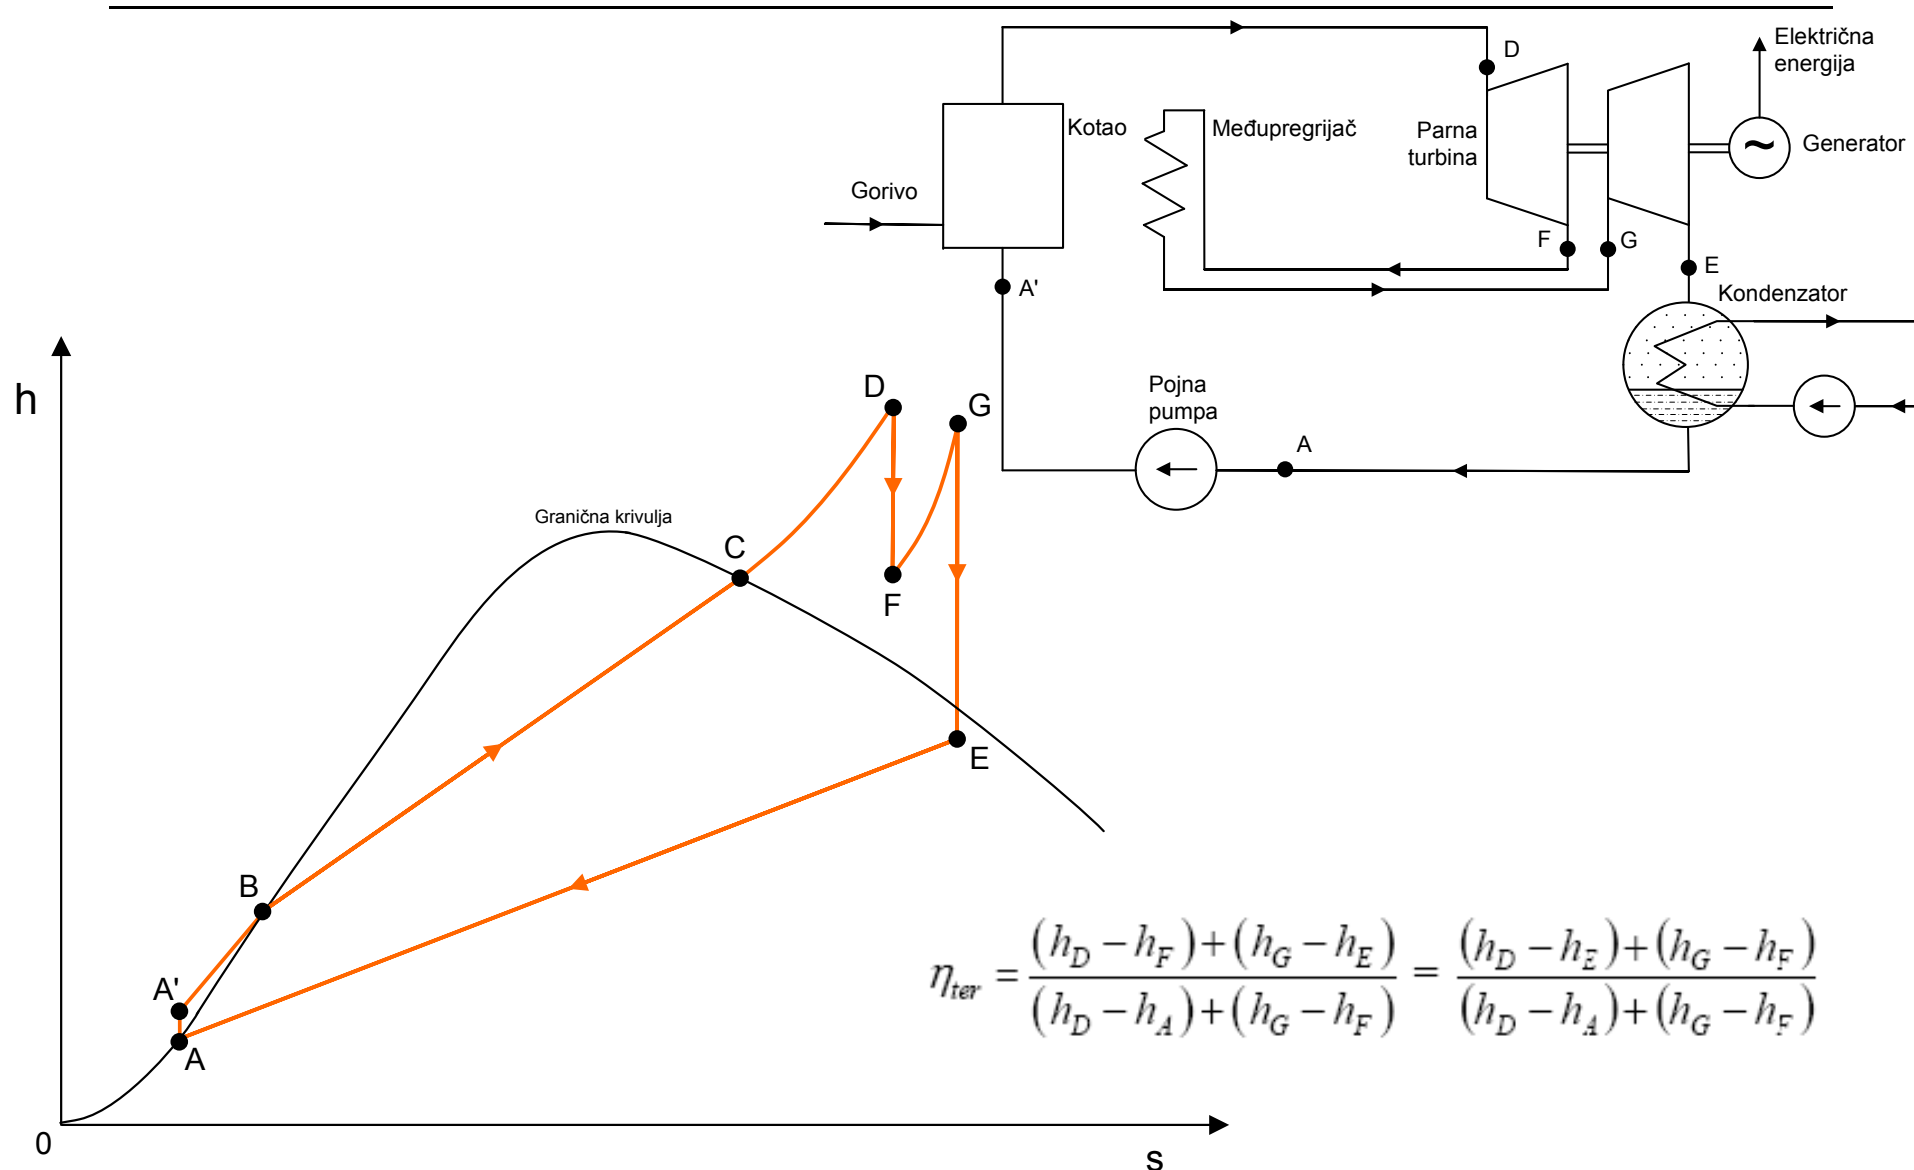 Električna
energija
D
Kotao
Međupregrijač
Parna
turbina
~
Generator
Gorivo
F
G
E
A'
Kondenzator
Pojna
pumpa
A
h
D
G
Granična krivulja
C
F
E
B
A'
A
η_ter = ((h_D − h_F) + (h_G − h_E)) / ((h_D − h_A) + (h_G − h_F)) = ((h_D − h_E) + (h_G − h_F)) / ((h_D − h_A) + (h_G − h_F))
0
s